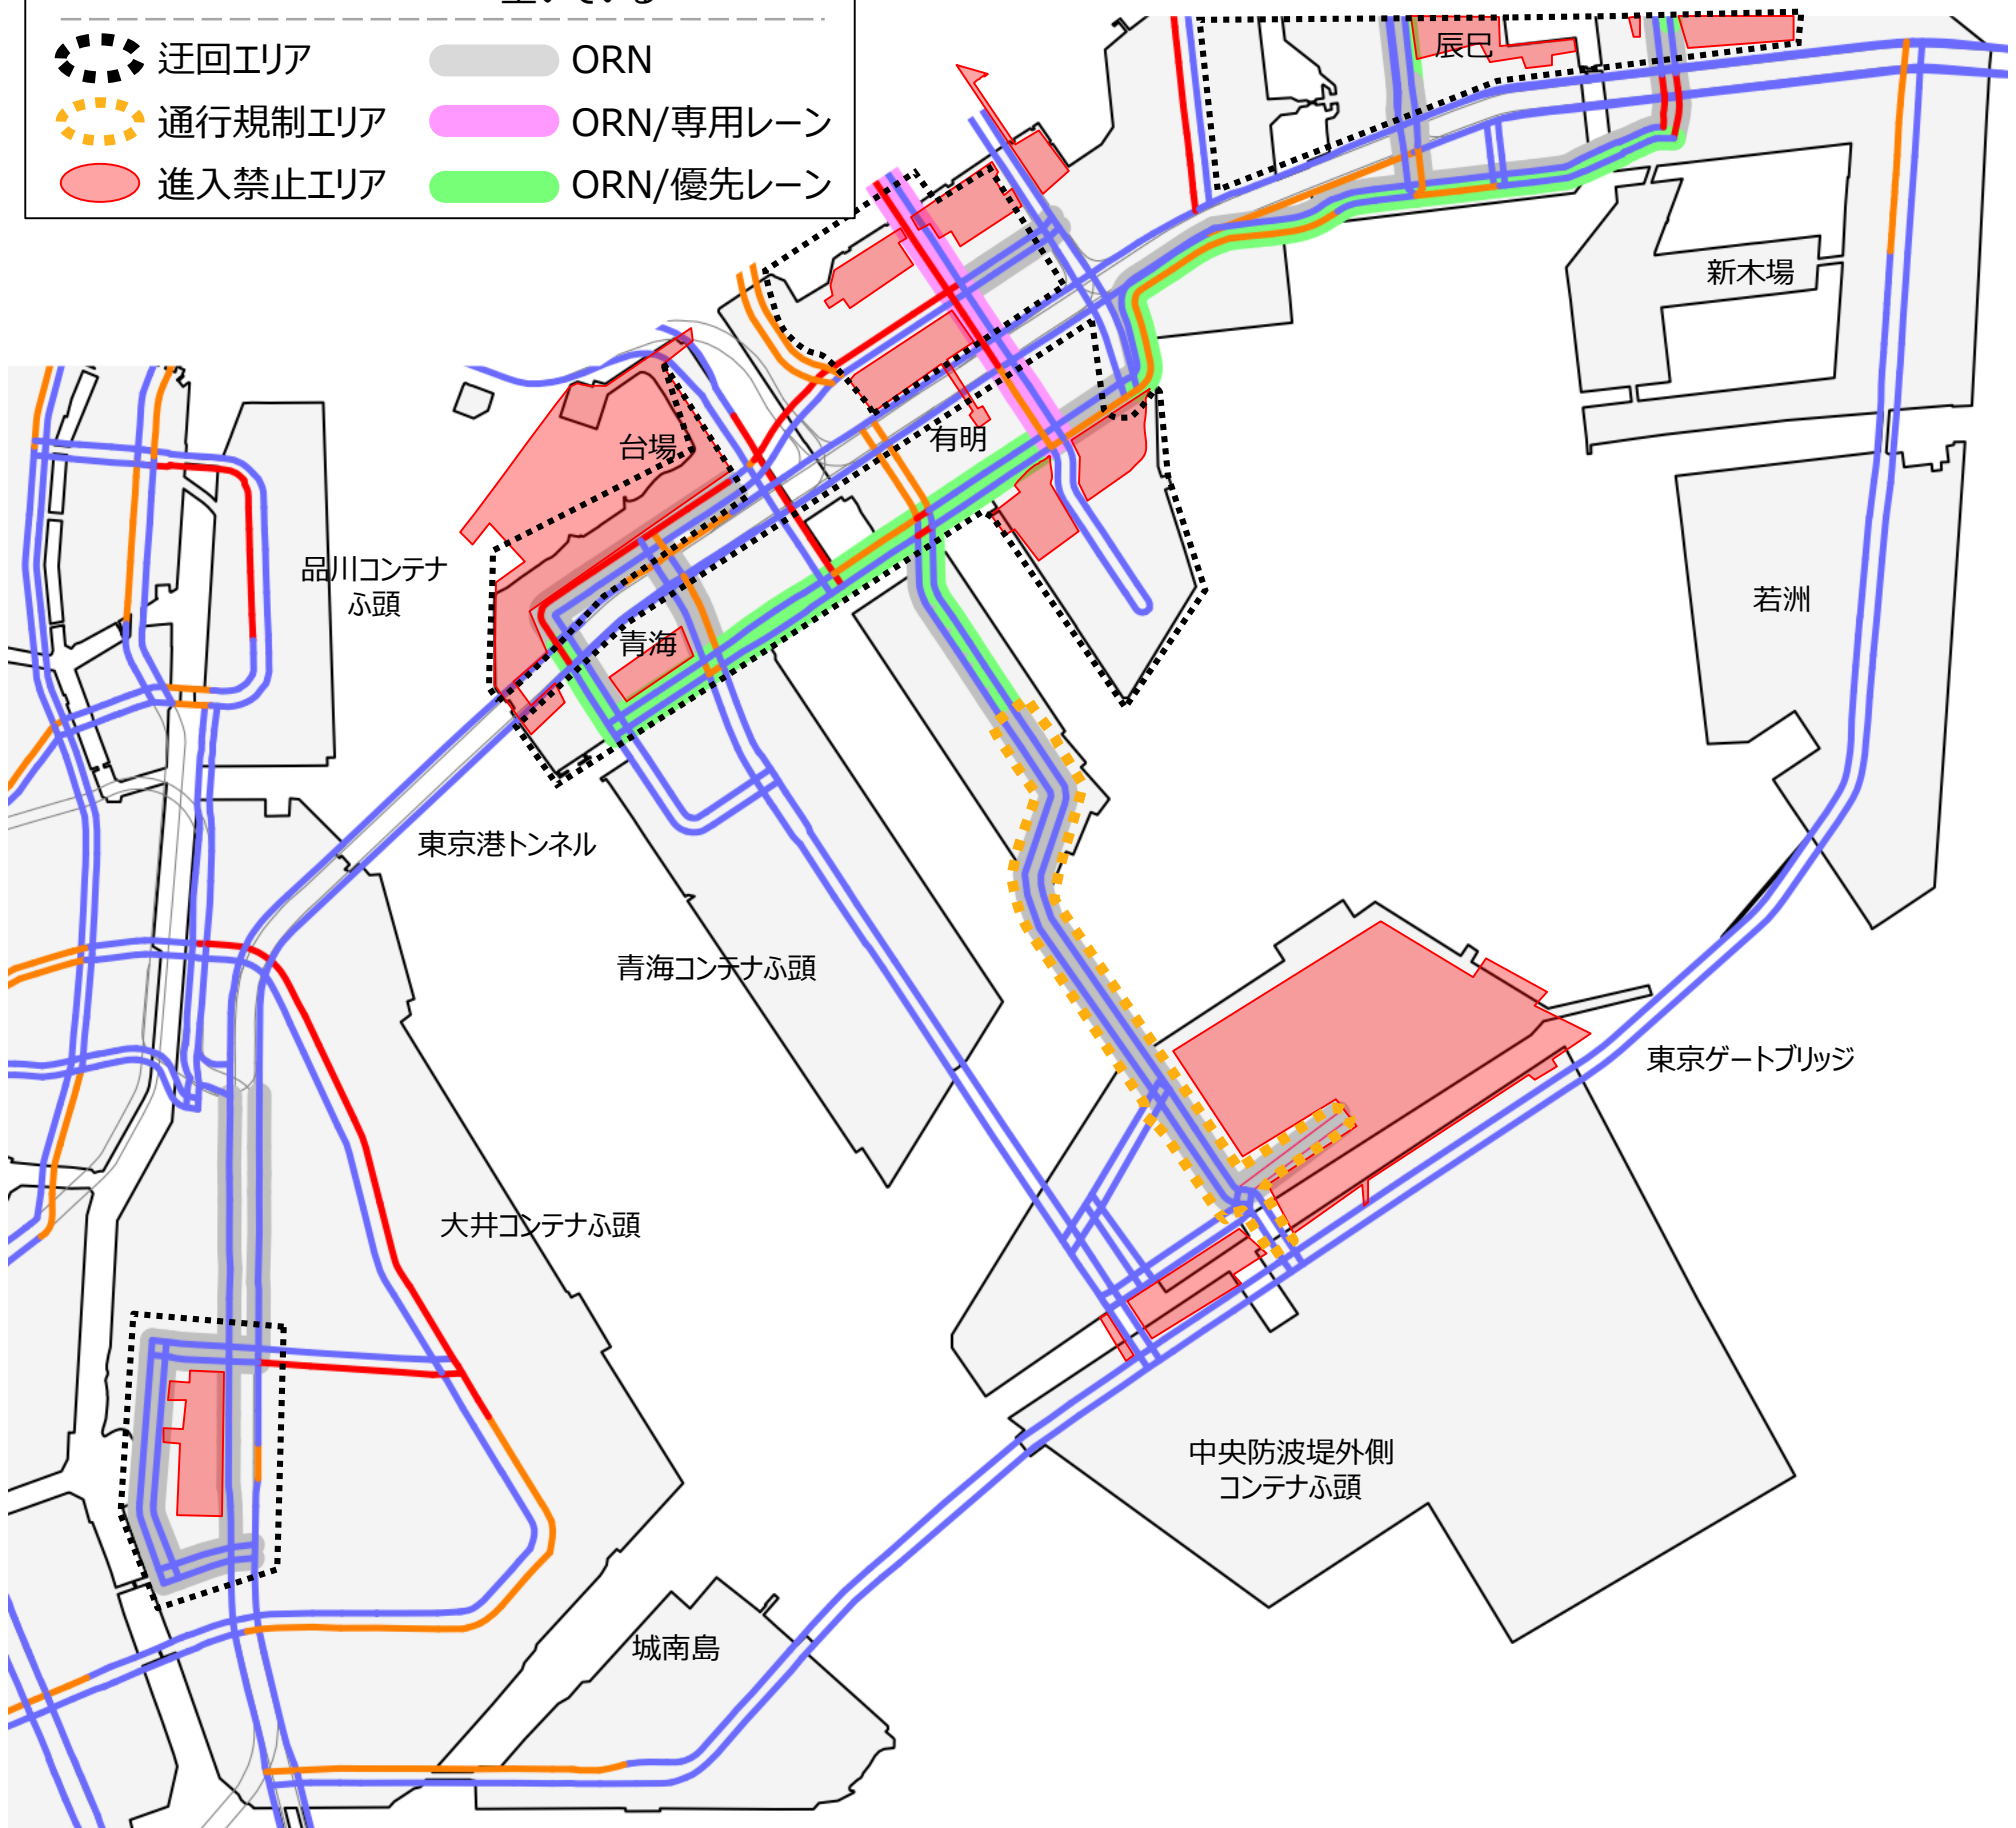 空いている
迂回エリア
ORN
通行規制エリア
ORN/専用レーン
進入禁止エリア
ORN/優先レーン
辰巳
新木場
有明
台場
品川コンテナ
ふ頭
青海
若洲
東京港トンネル
青海コンテナふ頭
東京ゲートブリッジ
大井コンテナふ頭
中央防波堤外側
コンテナふ頭
城南島